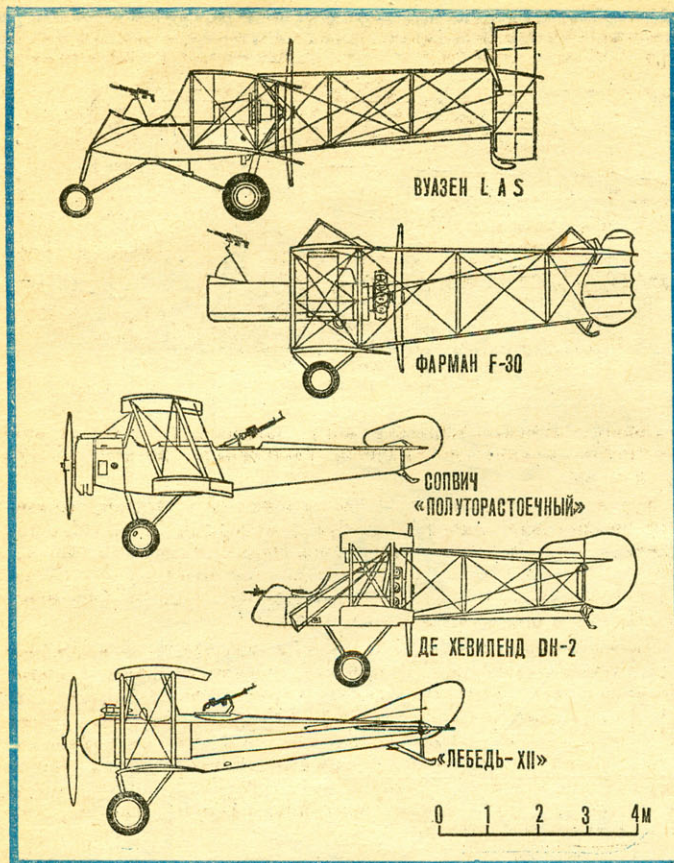 ВУАЗЕН L A S
ФАРМАН F-30
СОПВИЧ
«ПОЛУТОРАСТОЕЧНЫЙ»
ДЕ ХЕВИЛЕНД DH-2
«ЛЕБЕДЬ-XII»
0 1 2 3 4М